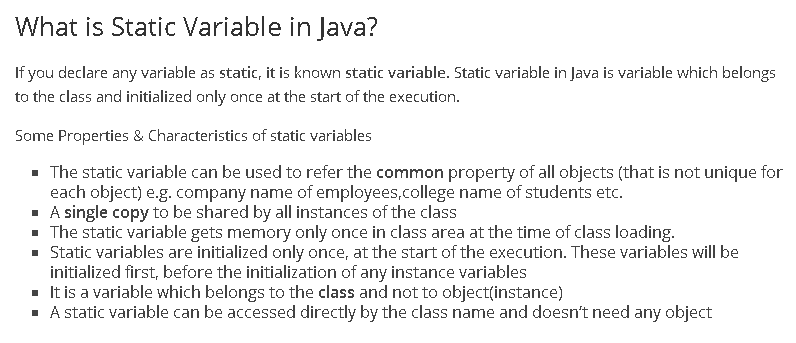 What is Static Variable in Java?
If you declare any variable as static, it is known static variable. Static variable in Java is variable which belongs
to the class and initialized only once at the start of the execution.
Some Properties & Characteristics of static variables
▪ The static variable can be used to refer the common property of all objects (that is not unique for
each object) e.g. company name of employees,college name of students etc.
▪ A single copy to be shared by all instances of the class
▪ The static variable gets memory only once in class area at the time of class loading.
▪ Static variables are initialized only once, at the start of the execution. These variables will be
initialized first, before the initialization of any instance variables
▪ It is a variable which belongs to the class and not to object(instance)
▪ A static variable can be accessed directly by the class name and doesn’t need any object